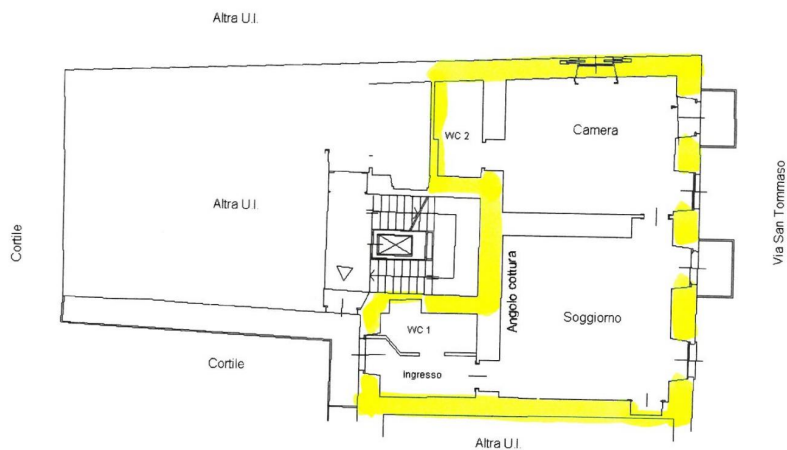 Altra U.I.
WC 2
Camera
Altra U.I.
Cortile
Via San Tommaso
Angolo cottura
Soggiorno
WC 1
Cortile
Ingresso
Altra U.I.